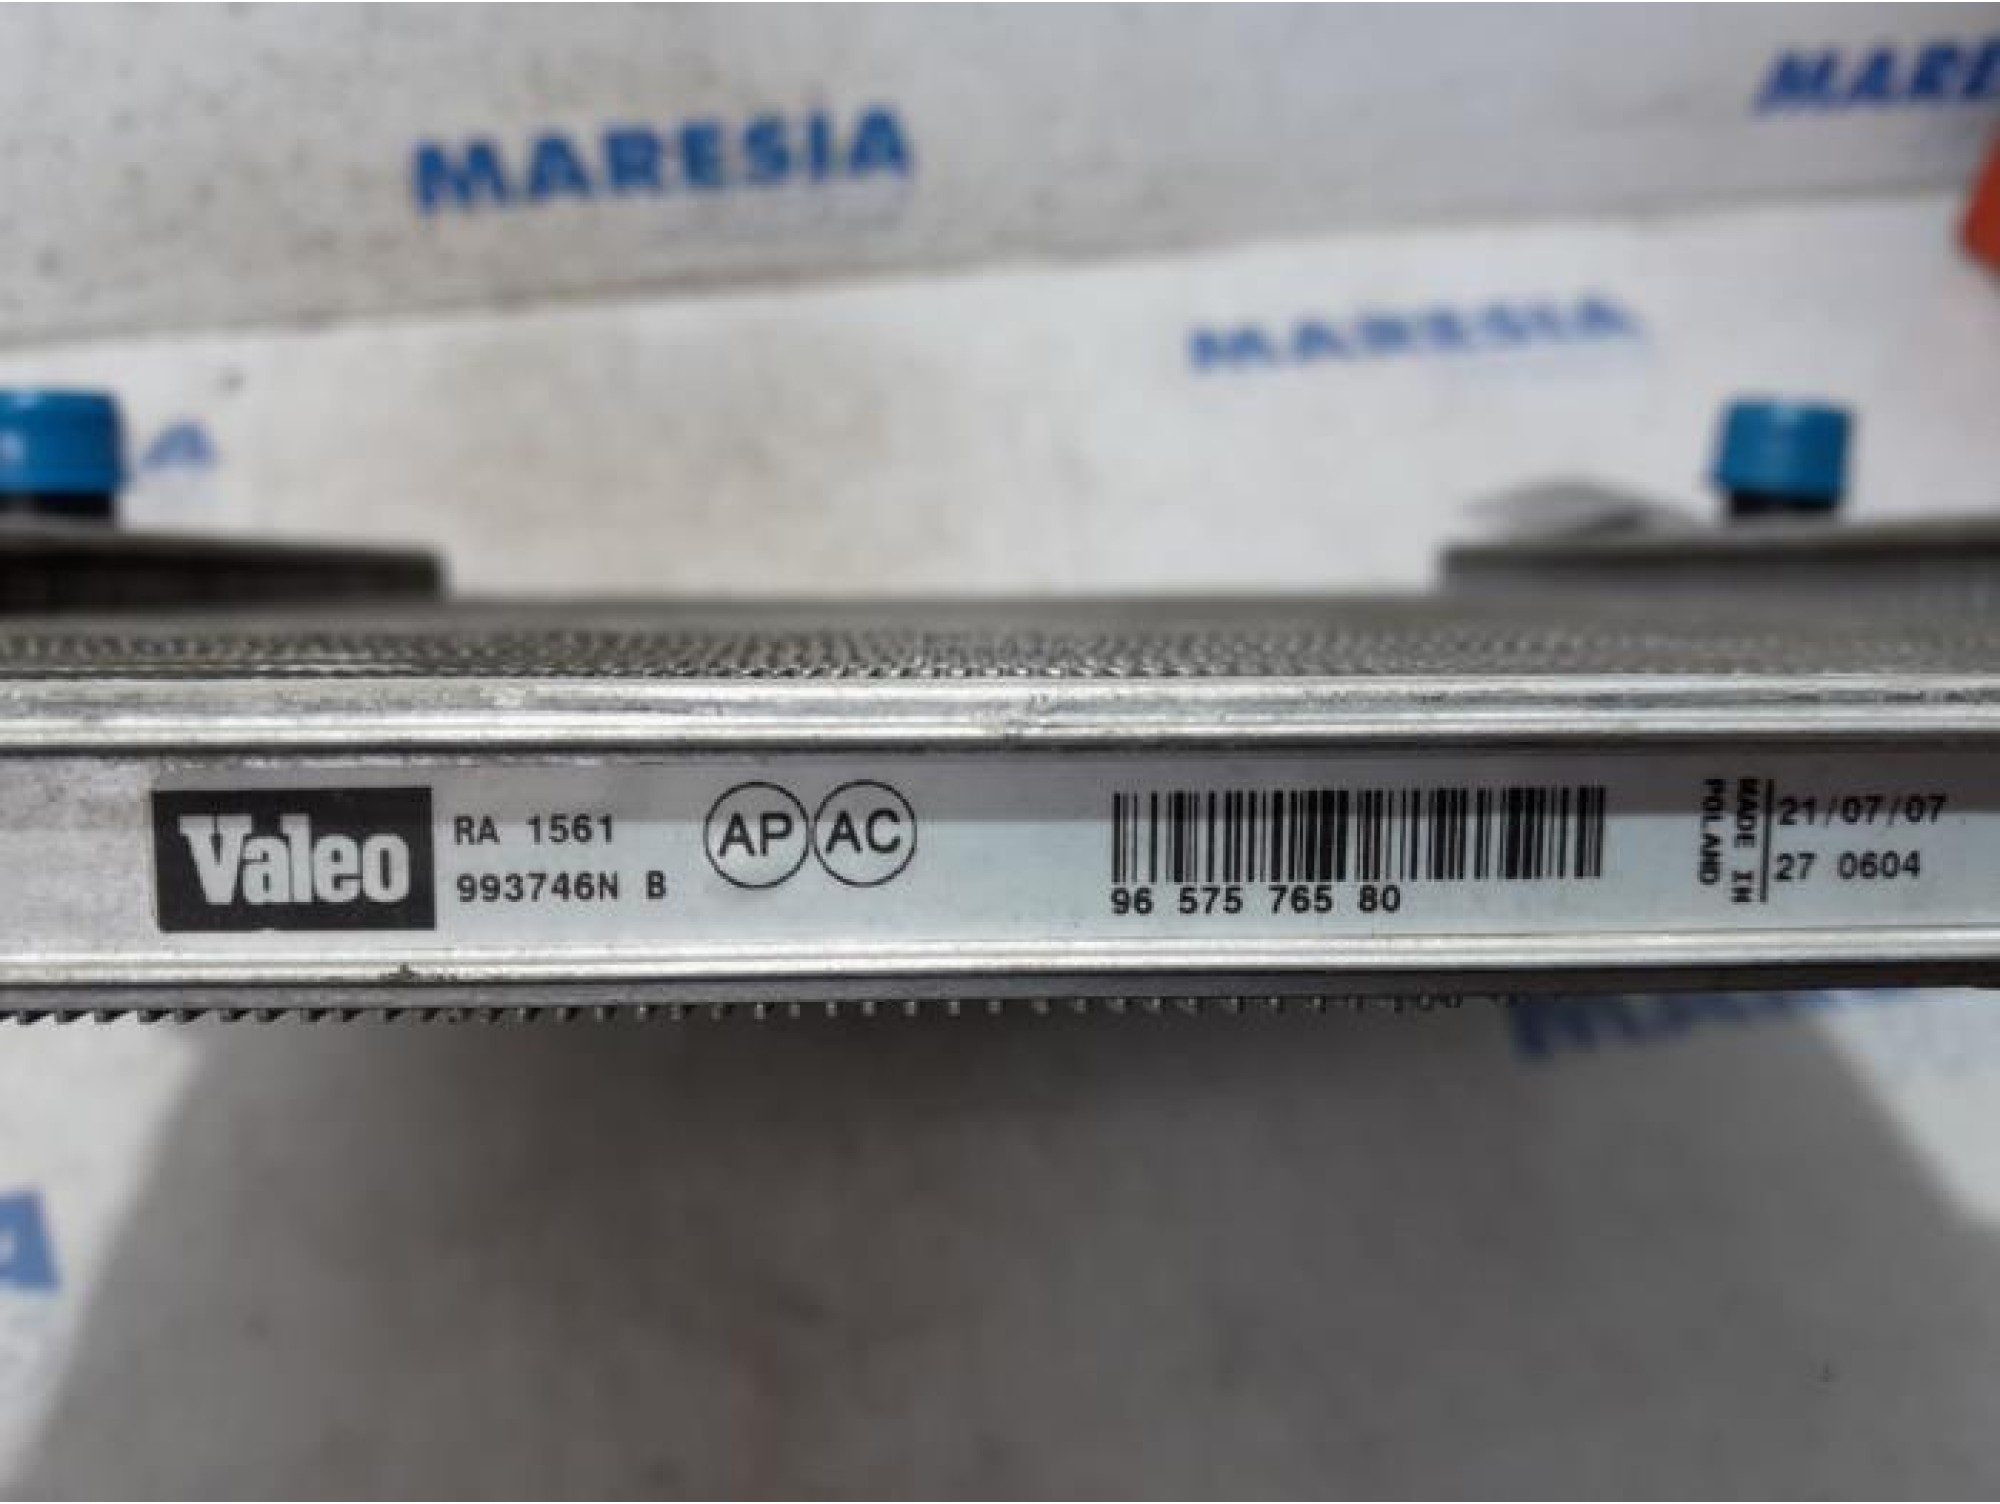 MARESIA
MARE
MARESIA
A
Valeo
RA 1561
993746N B
AP AC
96 575 765 80
MADE IN
POLAND
21/07/07
27 0604